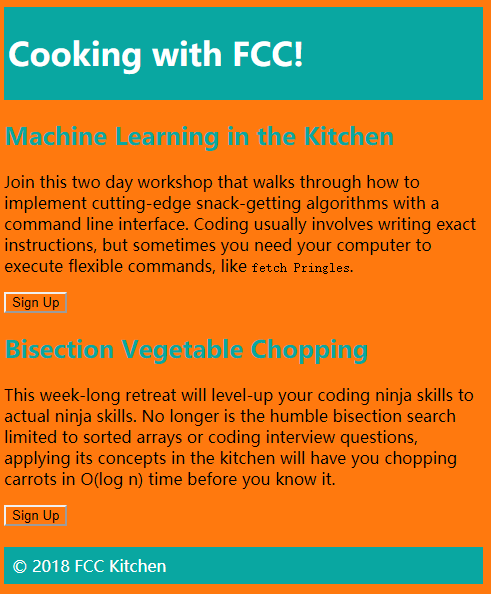 Cooking with FCC!
Machine Learning in the Kitchen
Join this two day workshop that walks through how to
implement cutting-edge snack-getting algorithms with a
command line interface. Coding usually involves writing exact
instructions, but sometimes you need your computer to
execute flexible commands, like fetch Pringles.
Sign Up
Bisection Vegetable Chopping
This week-long retreat will level-up your coding ninja skills to
actual ninja skills. No longer is the humble bisection search
limited to sorted arrays or coding interview questions,
applying its concepts in the kitchen will have you chopping
carrots in O(log n) time before you know it.
Sign Up
© 2018 FCC Kitchen